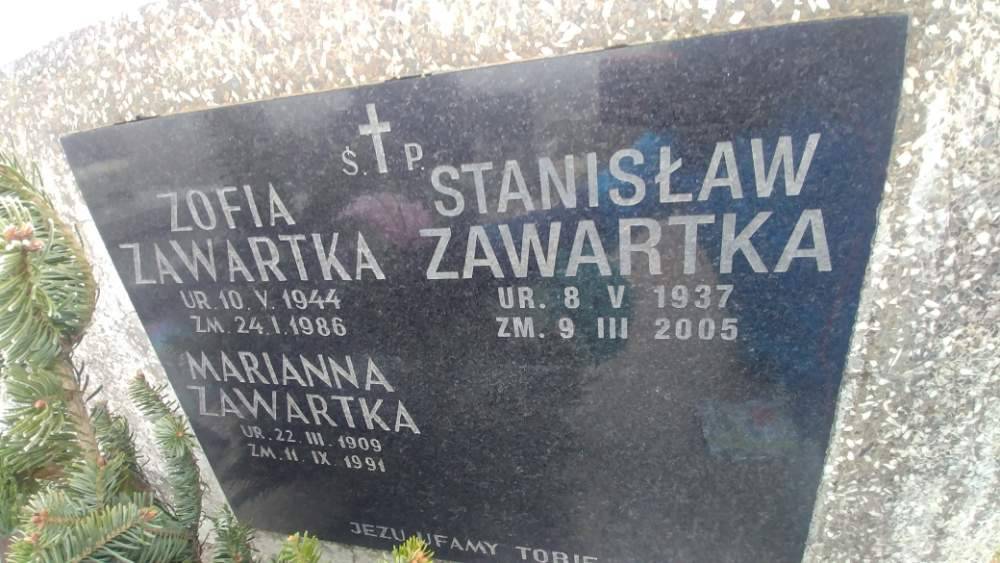 Ś. P.
ZOFIA
ZAWARTKA
UR. 10. V. 1944
ZM. 24. I. 1986
MARIANNA
ZAWARTKA
UR. 22. III. 1909
ZM. 11. IX. 1991
STANISŁAW
ZAWARTKA
UR. 8 V 1937
ZM. 9 III 2005
JEZU UFAMY TOBIE